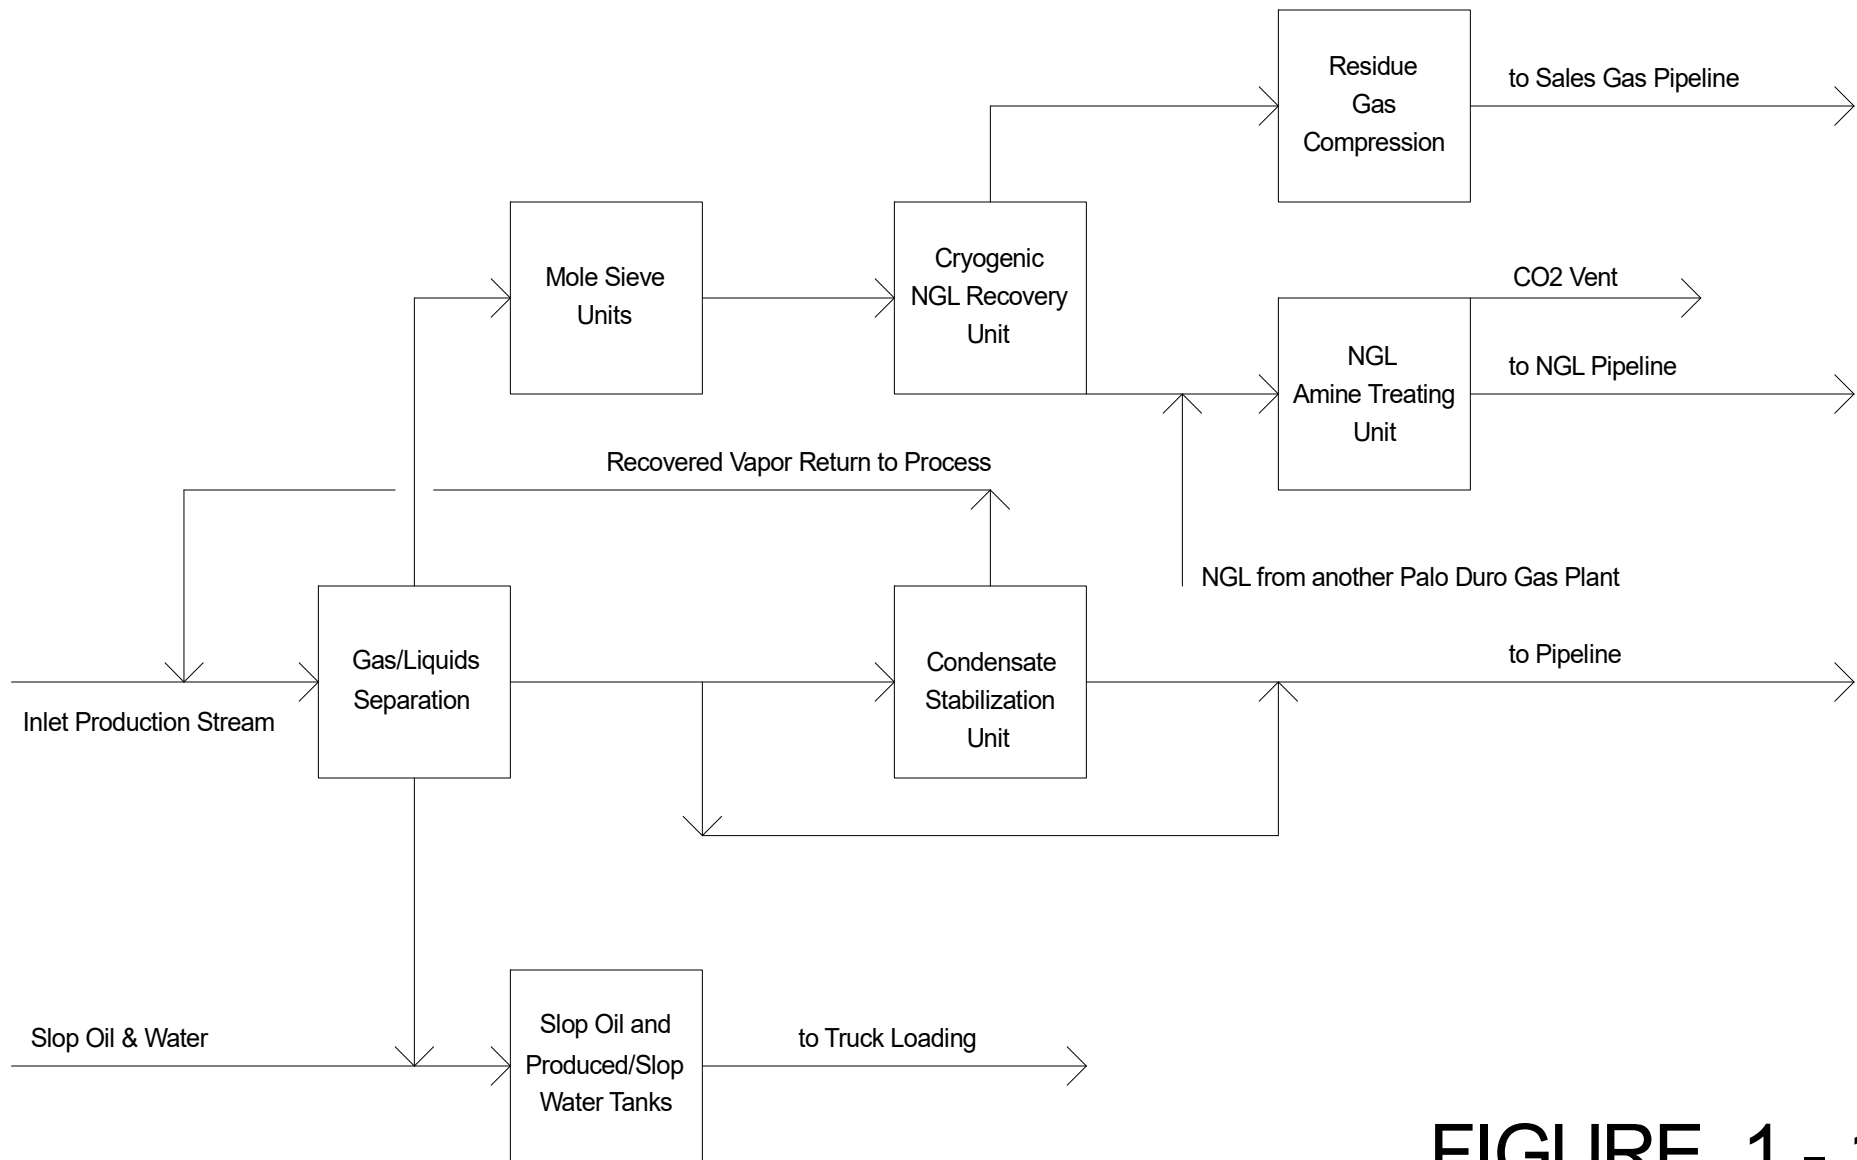 Residue
Gas
Compression
to Sales Gas Pipeline
Mole Sieve
Units
Cryogenic
NGL Recovery
Unit
CO2 Vent
NGL
Amine Treating
Unit
to NGL Pipeline
Recovered Vapor Return to Process
NGL from another Palo Duro Gas Plant
Gas/Liquids
Separation
Inlet Production Stream
Condensate
Stabilization
Unit
to Pipeline
Slop Oil & Water
Slop Oil and
Produced/Slop
Water Tanks
to Truck Loading
FIGURE 1 -